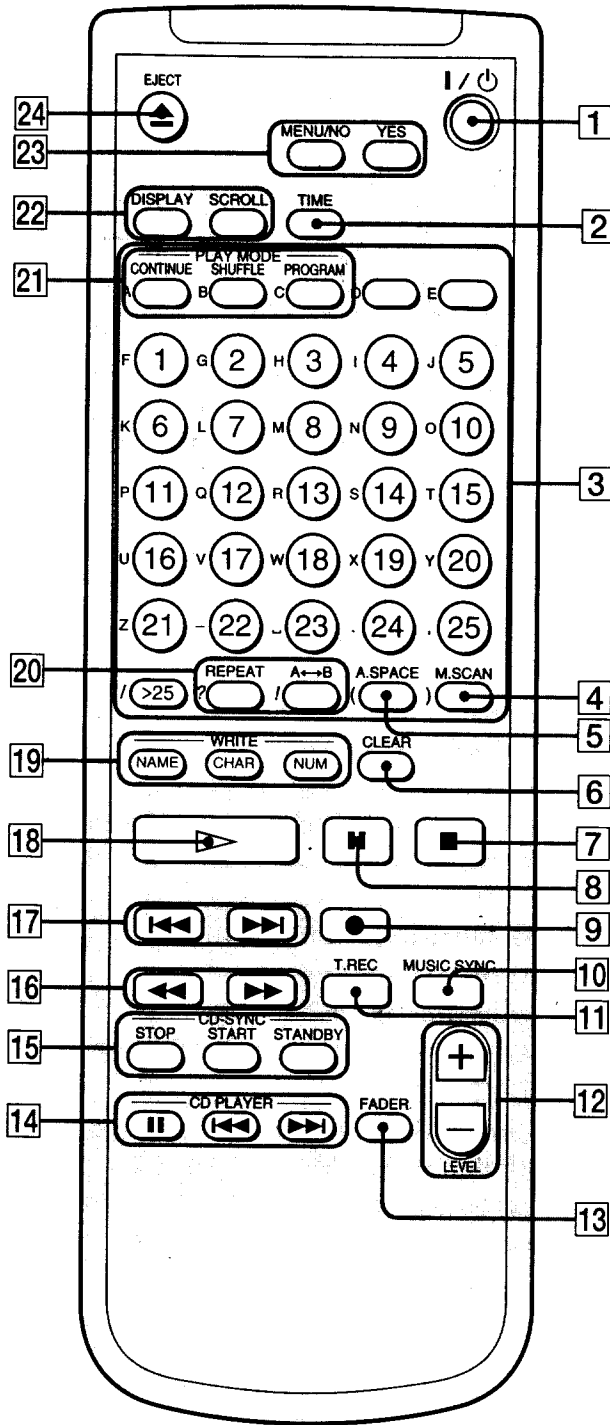 EJECT I / ⏻
24 1
23 MENU/NO YES
22 DISPLAY SCROLL TIME 2
PLAY MODE
21 A CONTINUE B SHUFFLE C PROGRAM D E
F 1 G 2 H 3 I 4 J 5
K 6 L 7 M 8 N 9 O 10
P 11 Q 12 R 13 S 14 T 15 3
U 16 V 17 W 18 X 19 Y 20
Z 21 – 22 ␣ 23 . 24 , 25
20 REPEAT A↔B A.SPACE M.SCAN
/ >25 ? ! ( ) 4
5
WRITE CLEAR
19 NAME CHAR NUM
6
18 7
8
17 9
T.REC MUSIC SYNC 10
16 11
CD-SYNC
15 STOP START STANDBY
+ 12
CD PLAYER FADER
14 –
LEVEL
13